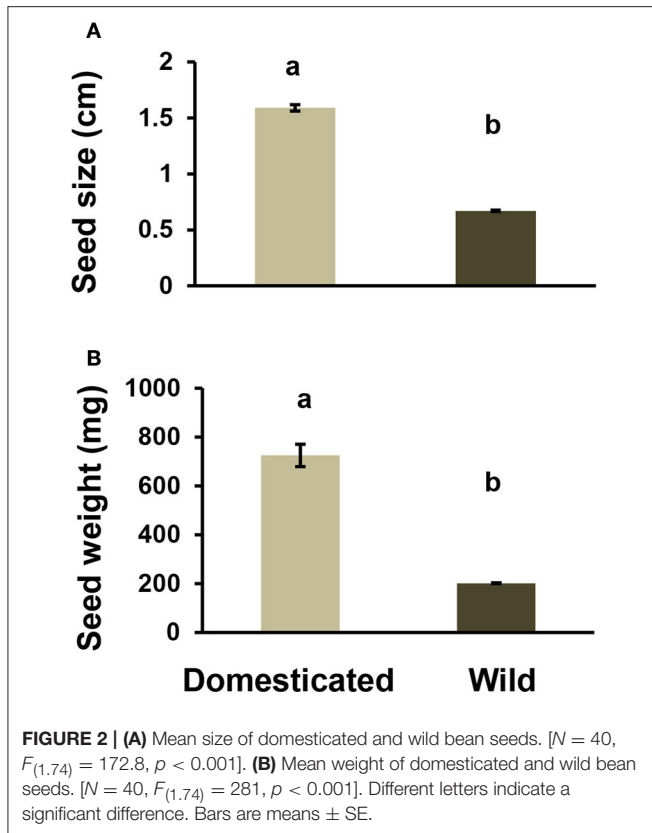 A
Seed size (cm)
2
1.5
1
0.5
0
a
b
B
Seed weight (mg)
1000
800
600
400
200
0
a
b
Domesticated Wild
FIGURE 2 | (A) Mean size of domesticated and wild bean seeds. [N = 40,
F(1.74) = 172.8, p < 0.001]. (B) Mean weight of domesticated and wild bean
seeds. [N = 40, F(1.74) = 281, p < 0.001]. Different letters indicate a
significant difference. Bars are means ± SE.